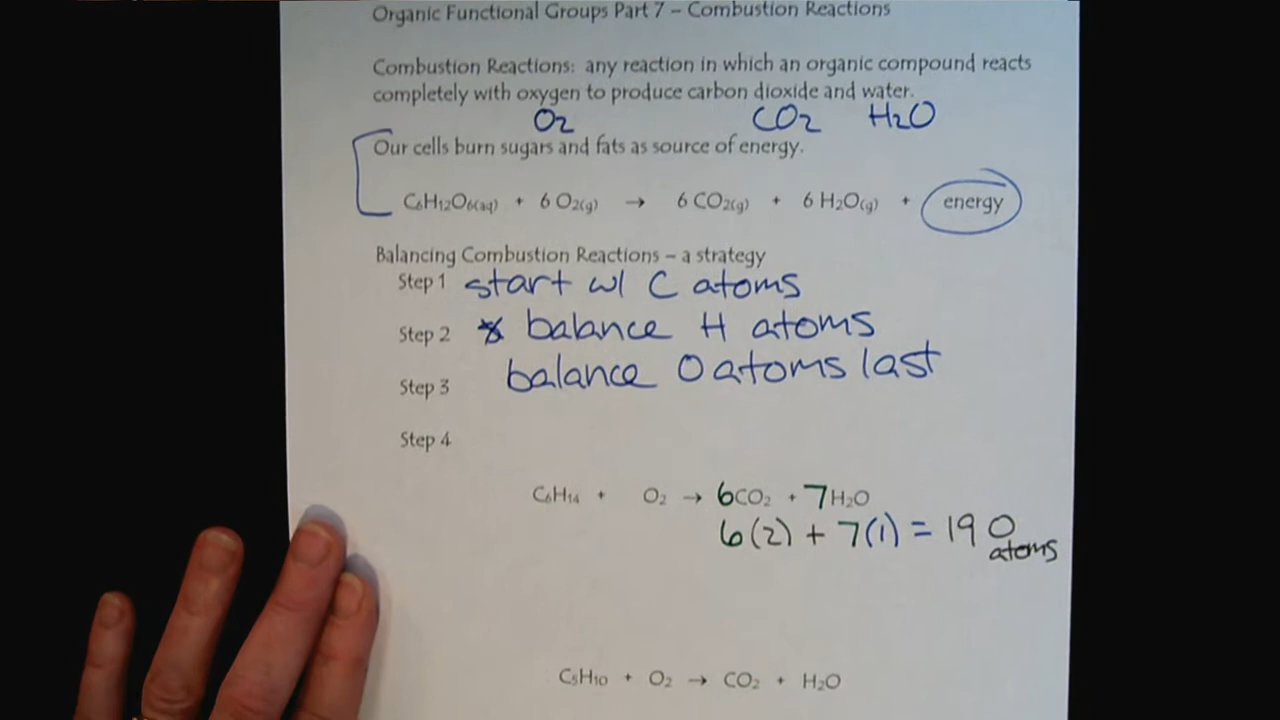 Organic Functional Groups Part 7 – Combustion Reactions
Combustion Reactions: any reaction in which an organic compound reacts
completely with oxygen to produce carbon dioxide and water.
O₂ CO₂ H₂O
Our cells burn sugars and fats as source of energy.
C₆H₁₂O₆(aq) + 6 O₂(g) → 6 CO₂(g) + 6 H₂O(g) + energy
Balancing Combustion Reactions – a strategy
Step 1 start w/ C atoms
Step 2 * balance H atoms
Step 3 balance O atoms last
Step 4
C₆H₁₄ + O₂ → 6CO₂ + 7H₂O
6(2) + 7(1) = 19 O
atoms
C₅H₁₀ + O₂ → CO₂ + H₂O